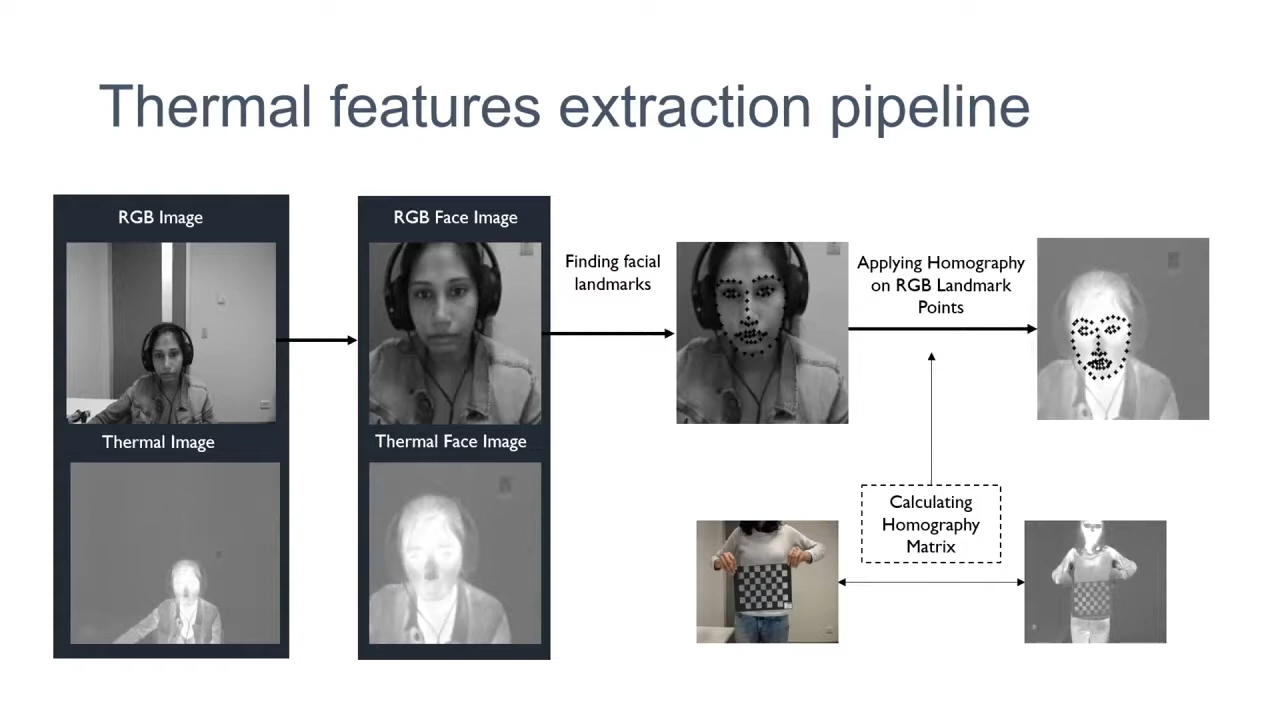 Thermal features extraction pipeline
RGB Image
Thermal Image
RGB Face Image
Thermal Face Image
Finding facial
landmarks
Applying Homography
on RGB Landmark
Points
Calculating
Homography
Matrix